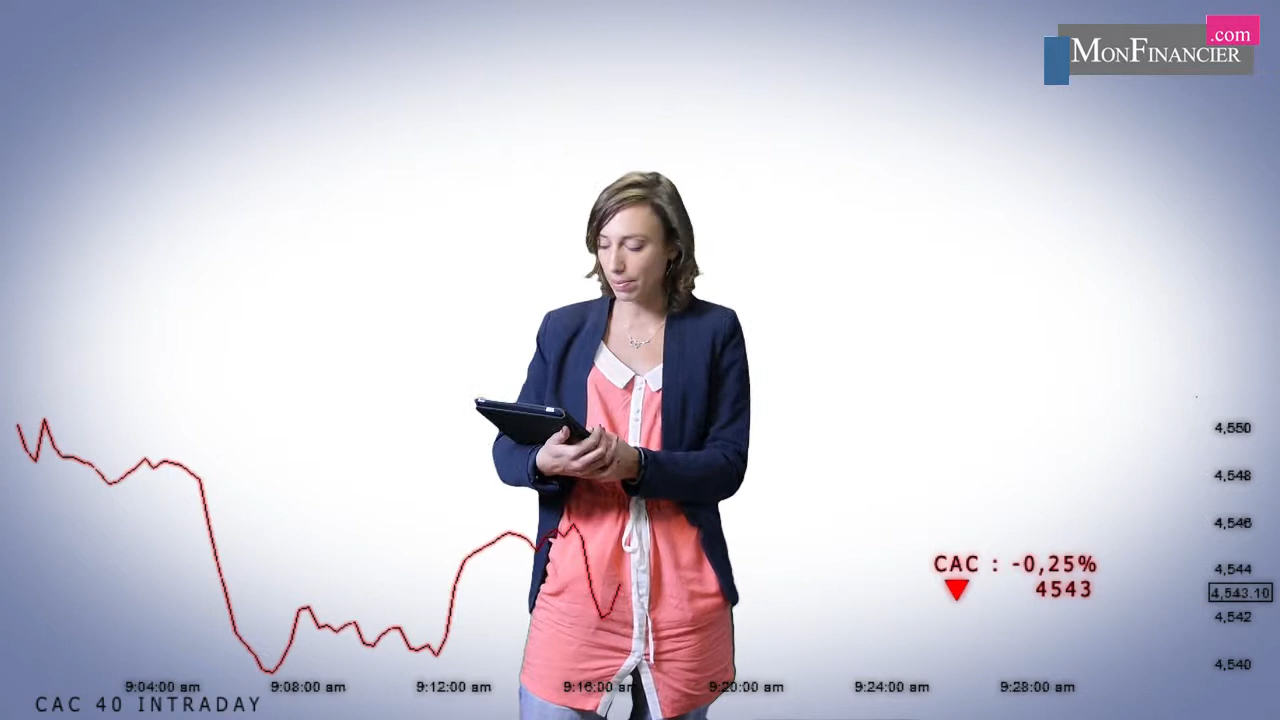 .com
MONFINANCIER
4,550
4,548
4,546
CAC : -0,25%
4,544
4543
4,543.10
4,542
4,540
9:04:00 am 9:08:00 am 9:12:00 am 9:16:00 am 9:20:00 am 9:24:00 am 9:28:00 am
CAC 40 INTRADAY